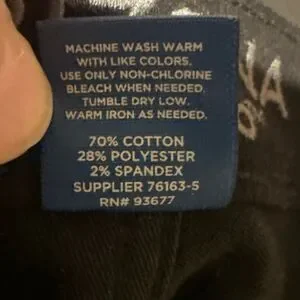 MACHINE WASH WARM
WITH LIKE COLORS.
USE ONLY NON-CHLORINE
BLEACH WHEN NEEDED.
TUMBLE DRY LOW.
WARM IRON AS NEEDED.
70% COTTON
28% POLYESTER
2% SPANDEX
SUPPLIER 76163-5
RN# 93677